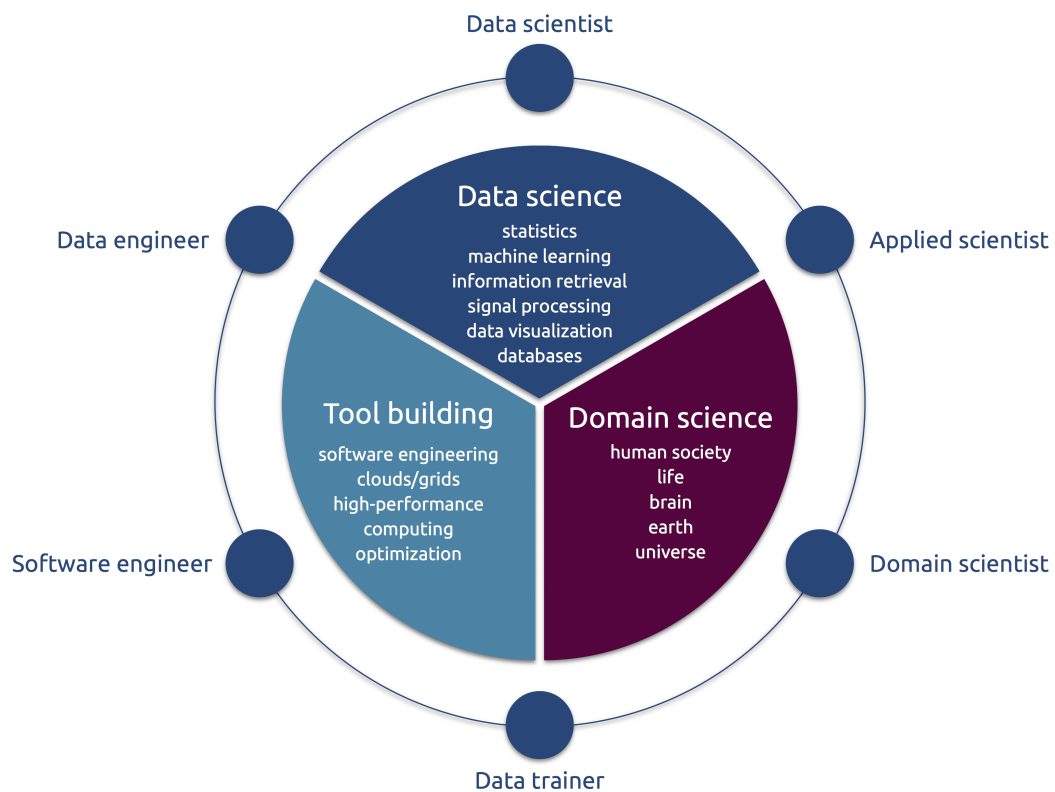 Data scientist
Data engineer
Applied scientist
Data science
statistics
machine learning
information retrieval
signal processing
data visualization
databases
Tool building
software engineering
clouds/grids
high-performance
computing
optimization
Domain science
human society
life
brain
earth
universe
Software engineer
Domain scientist
Data trainer